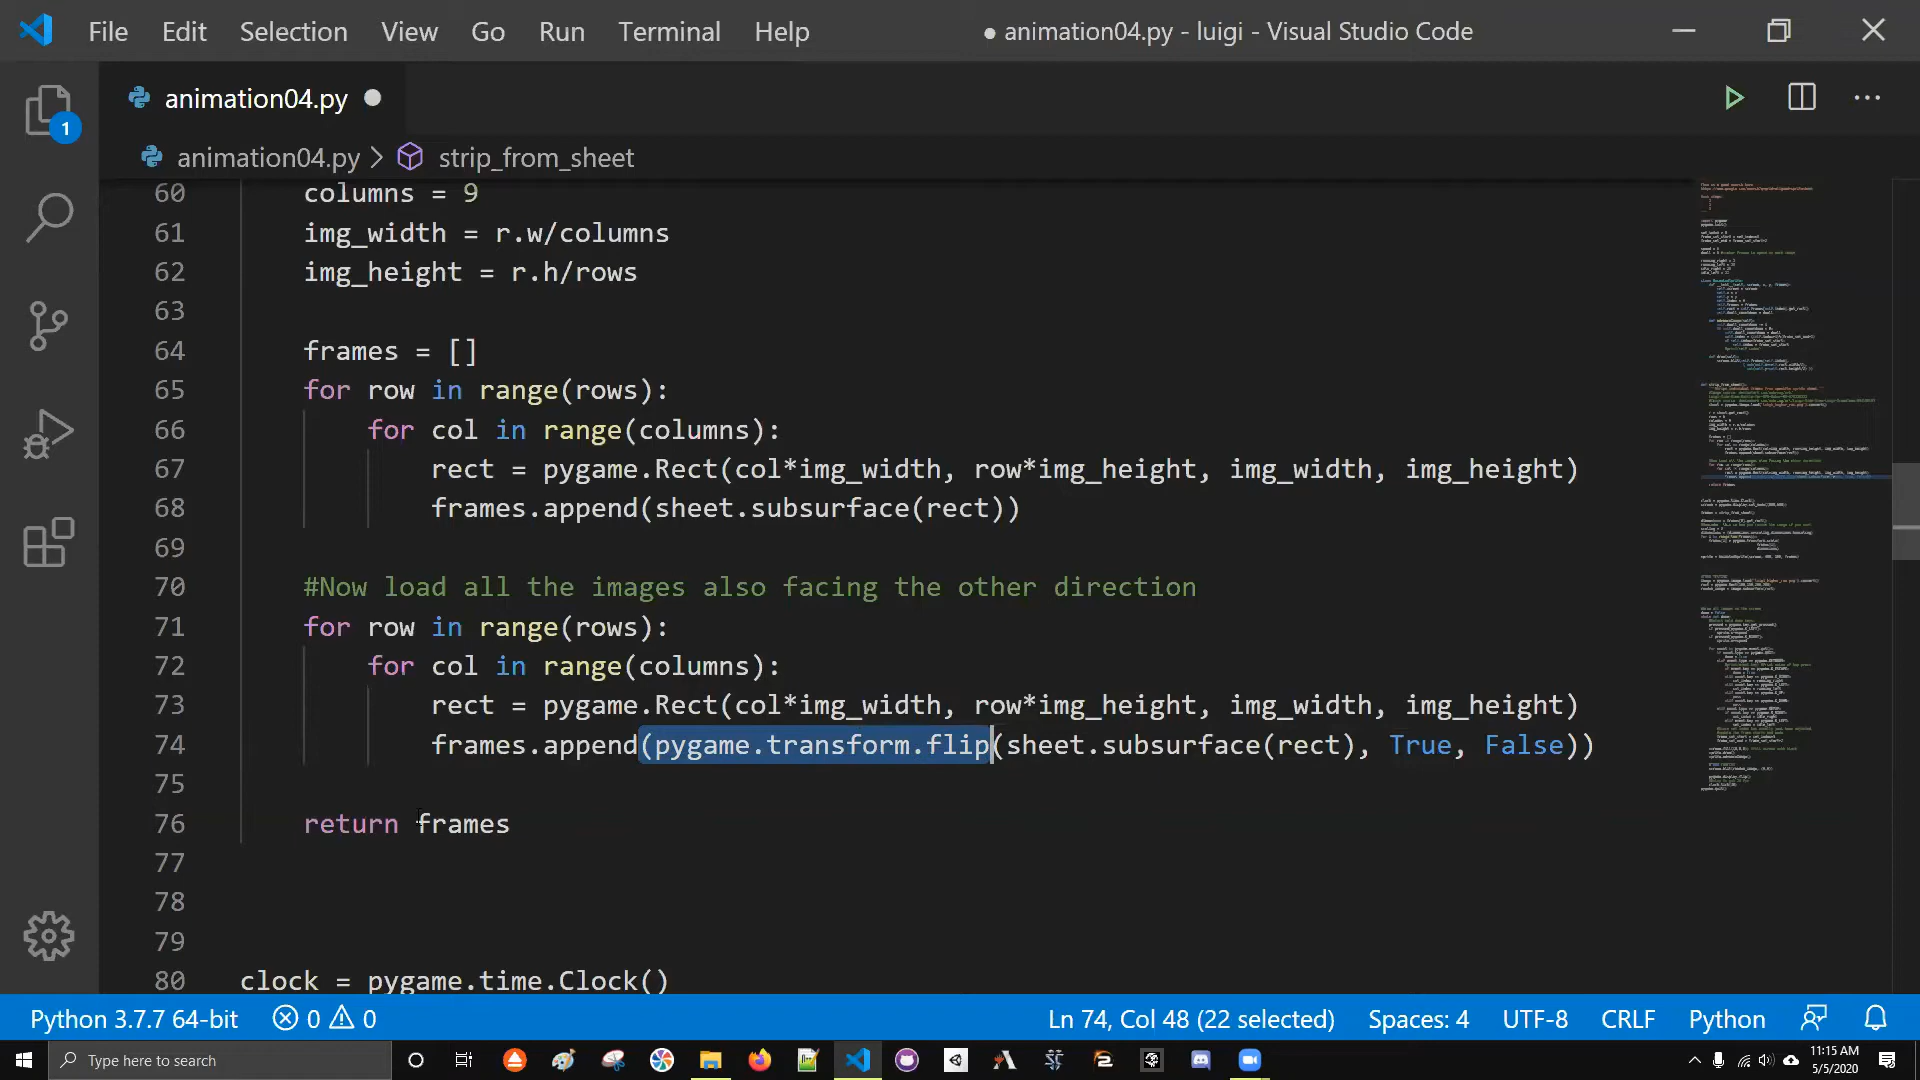 File Edit Selection View Go Run Terminal Help ● animation04.py - luigi - Visual Studio Code
animation04.py ●
animation04.py > strip_from_sheet
1
60 columns = 9
61 img_width = r.w/columns
62 img_height = r.h/rows
63
64 frames = []
65 for row in range(rows):
66 for col in range(columns):
67 rect = pygame.Rect(col*img_width, row*img_height, img_width, img_height)
68 frames.append(sheet.subsurface(rect))
69
70 #Now load all the images also facing the other direction
71 for row in range(rows):
72 for col in range(columns):
73 rect = pygame.Rect(col*img_width, row*img_height, img_width, img_height)
74 frames.append(pygame.transform.flip(sheet.subsurface(rect), True, False))
75
76 return frames
77
78
79
80 clock = pygame.time.Clock()
Python 3.7.7 64-bit 0 0 Ln 74, Col 48 (22 selected) Spaces: 4 UTF-8 CRLF Python
Type here to search
11:15 AM
5/5/2020